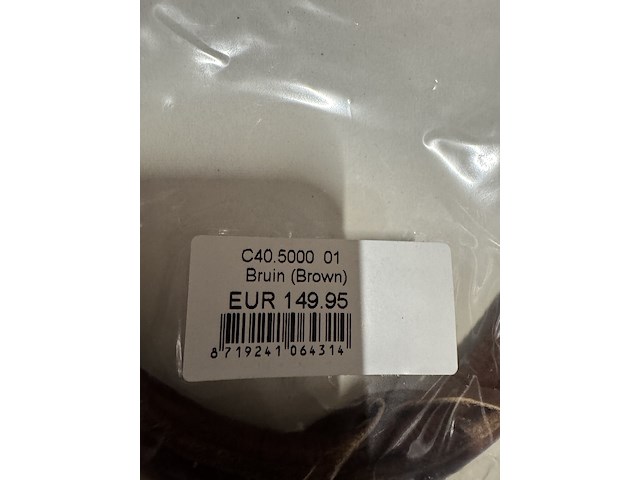 C40.5000 01
Bruin (Brown)
EUR 149.95
8 719241 064314